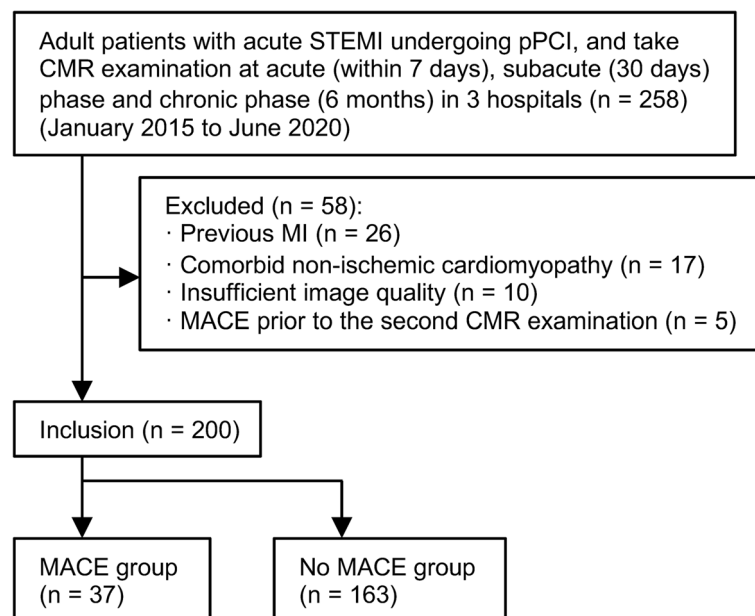 Adult patients with acute STEMI undergoing pPCI, and take
CMR examination at acute (within 7 days), subacute (30 days)
phase and chronic phase (6 months) in 3 hospitals (n = 258)
(January 2015 to June 2020)
Excluded (n = 58):
· Previous MI (n = 26)
· Comorbid non-ischemic cardiomyopathy (n = 17)
· Insufficient image quality (n = 10)
· MACE prior to the second CMR examination (n = 5)
Inclusion (n = 200)
MACE group
(n = 37)
No MACE group
(n = 163)